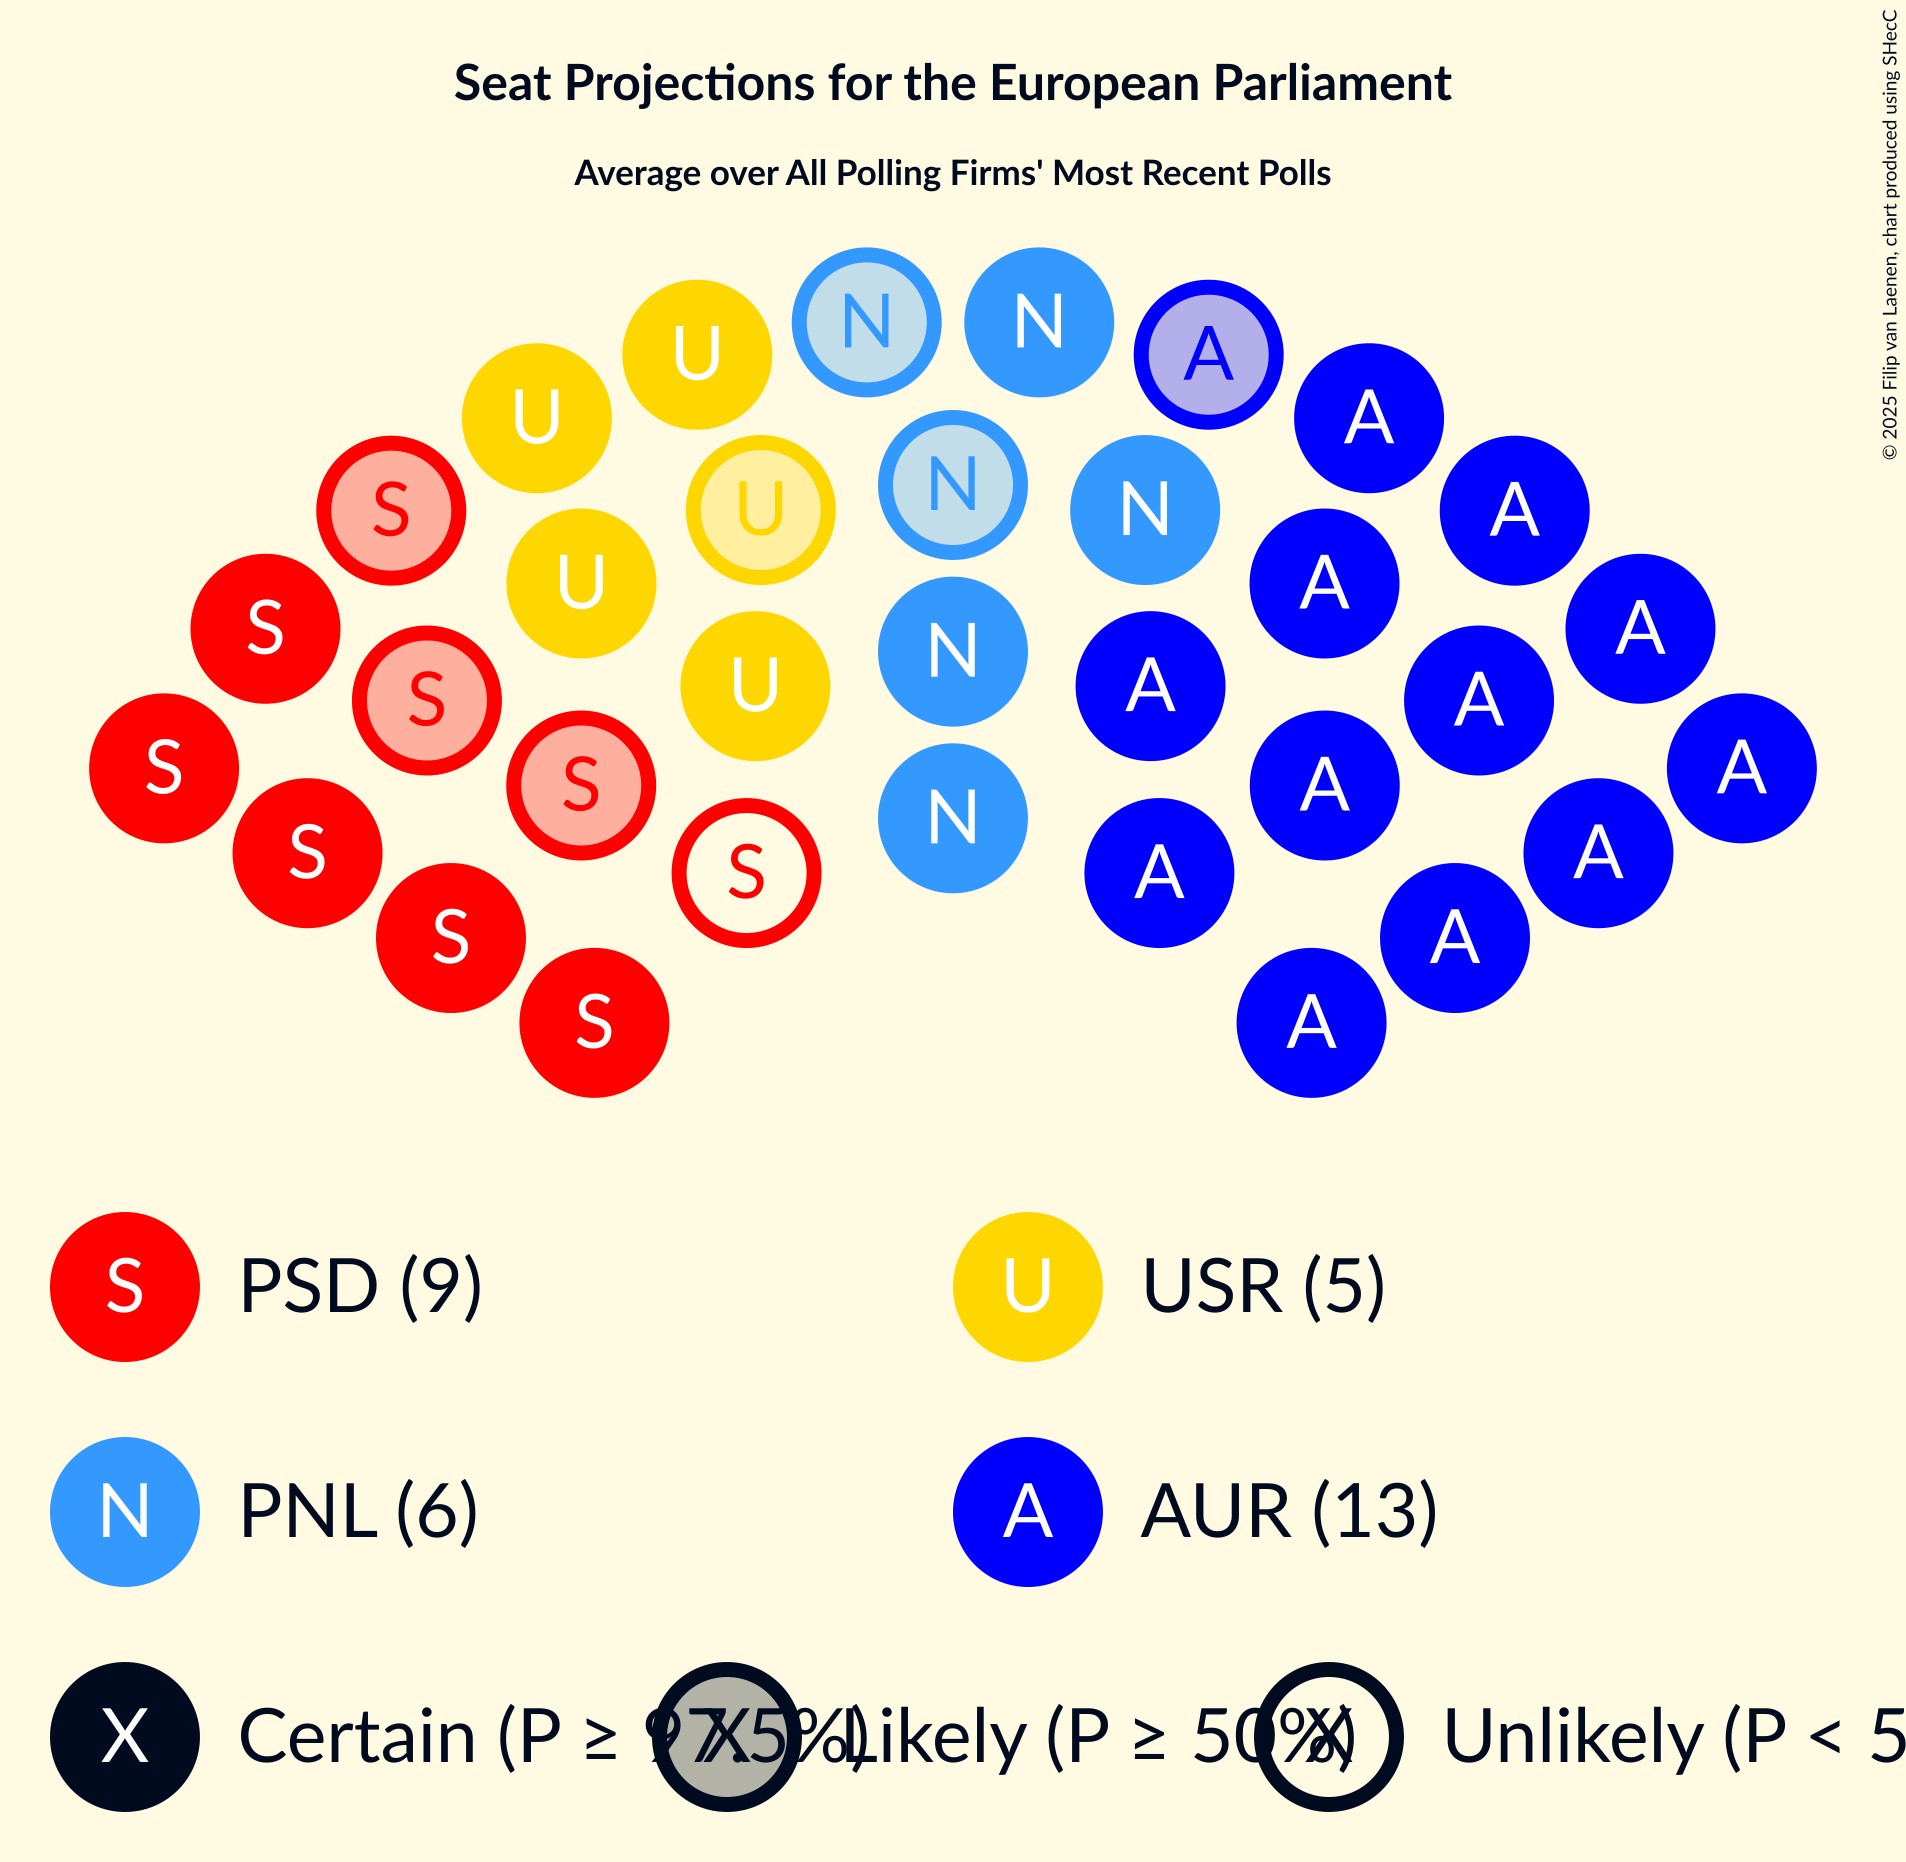 Seat Projections for the European Parliament
Average over All Polling Firms' Most Recent Polls
© 2025 Filip van Laenen, chart produced using SHecC
N N
U A
U A
N
S U N A
U A
S N A
S U A A
S S A A
N
S S A A
S A
S A
S PSD (9) U USR (5)
N PNL (6) A AUR (13)
X Certain (P ≥ 97.5%) X Likely (P ≥ 50%) X Unlikely (P < 5